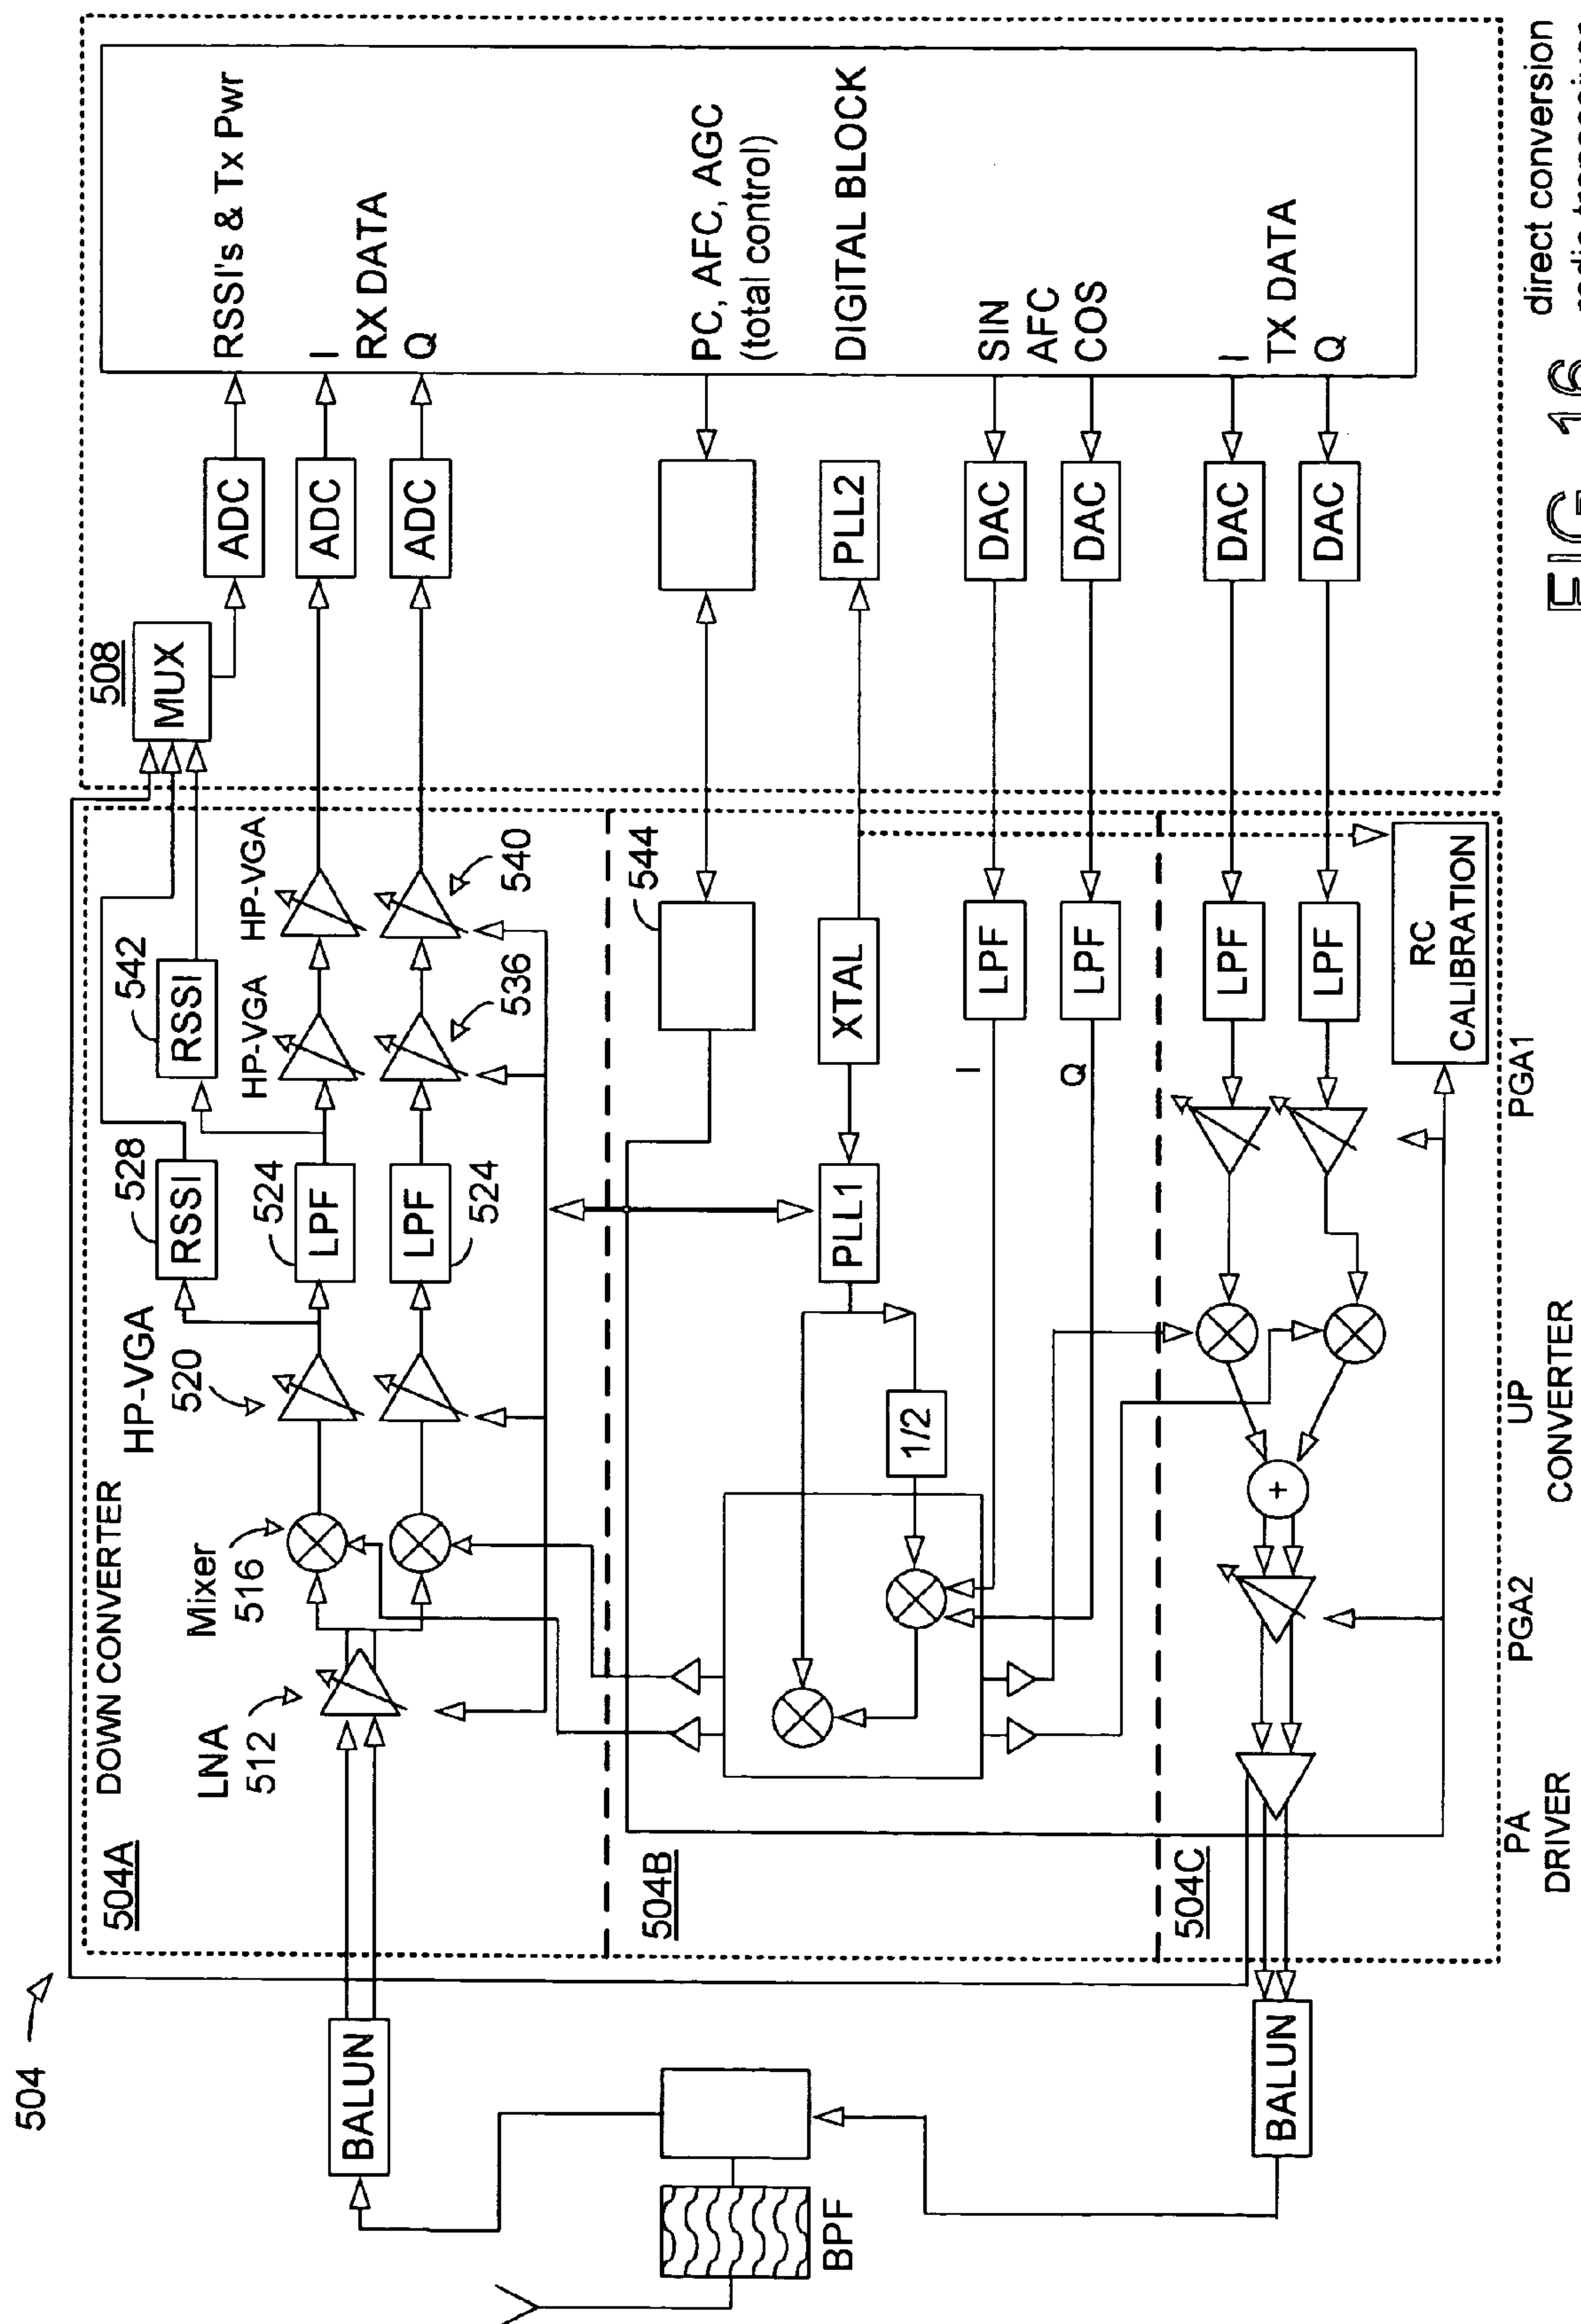 504
508
MUX
ADC
ADC
ADC
RSSI's & Tx Pwr
I
RX DATA
Q
PC, AFC, AGC
(total control)
DIGITAL BLOCK
PLL2
SIN
AFC
COS
DAC
DAC
I
TX DATA
Q
DAC
DAC
504A
DOWN CONVERTER
LNA
512
Mixer
516
HP-VGA
520
528
RSSI
542
RSSI
524
LPF
LPF
524
HP-VGA
HP-VGA
536
540
504B
544
XTAL
PLL1
1/2
LPF
LPF
I
Q
504C
LPF
LPF
RC
CALIBRATION
+
PA
DRIVER
PGA2
UP
CONVERTER
PGA1
BALUN
BALUN
BPF
FIG. 16
direct conversion